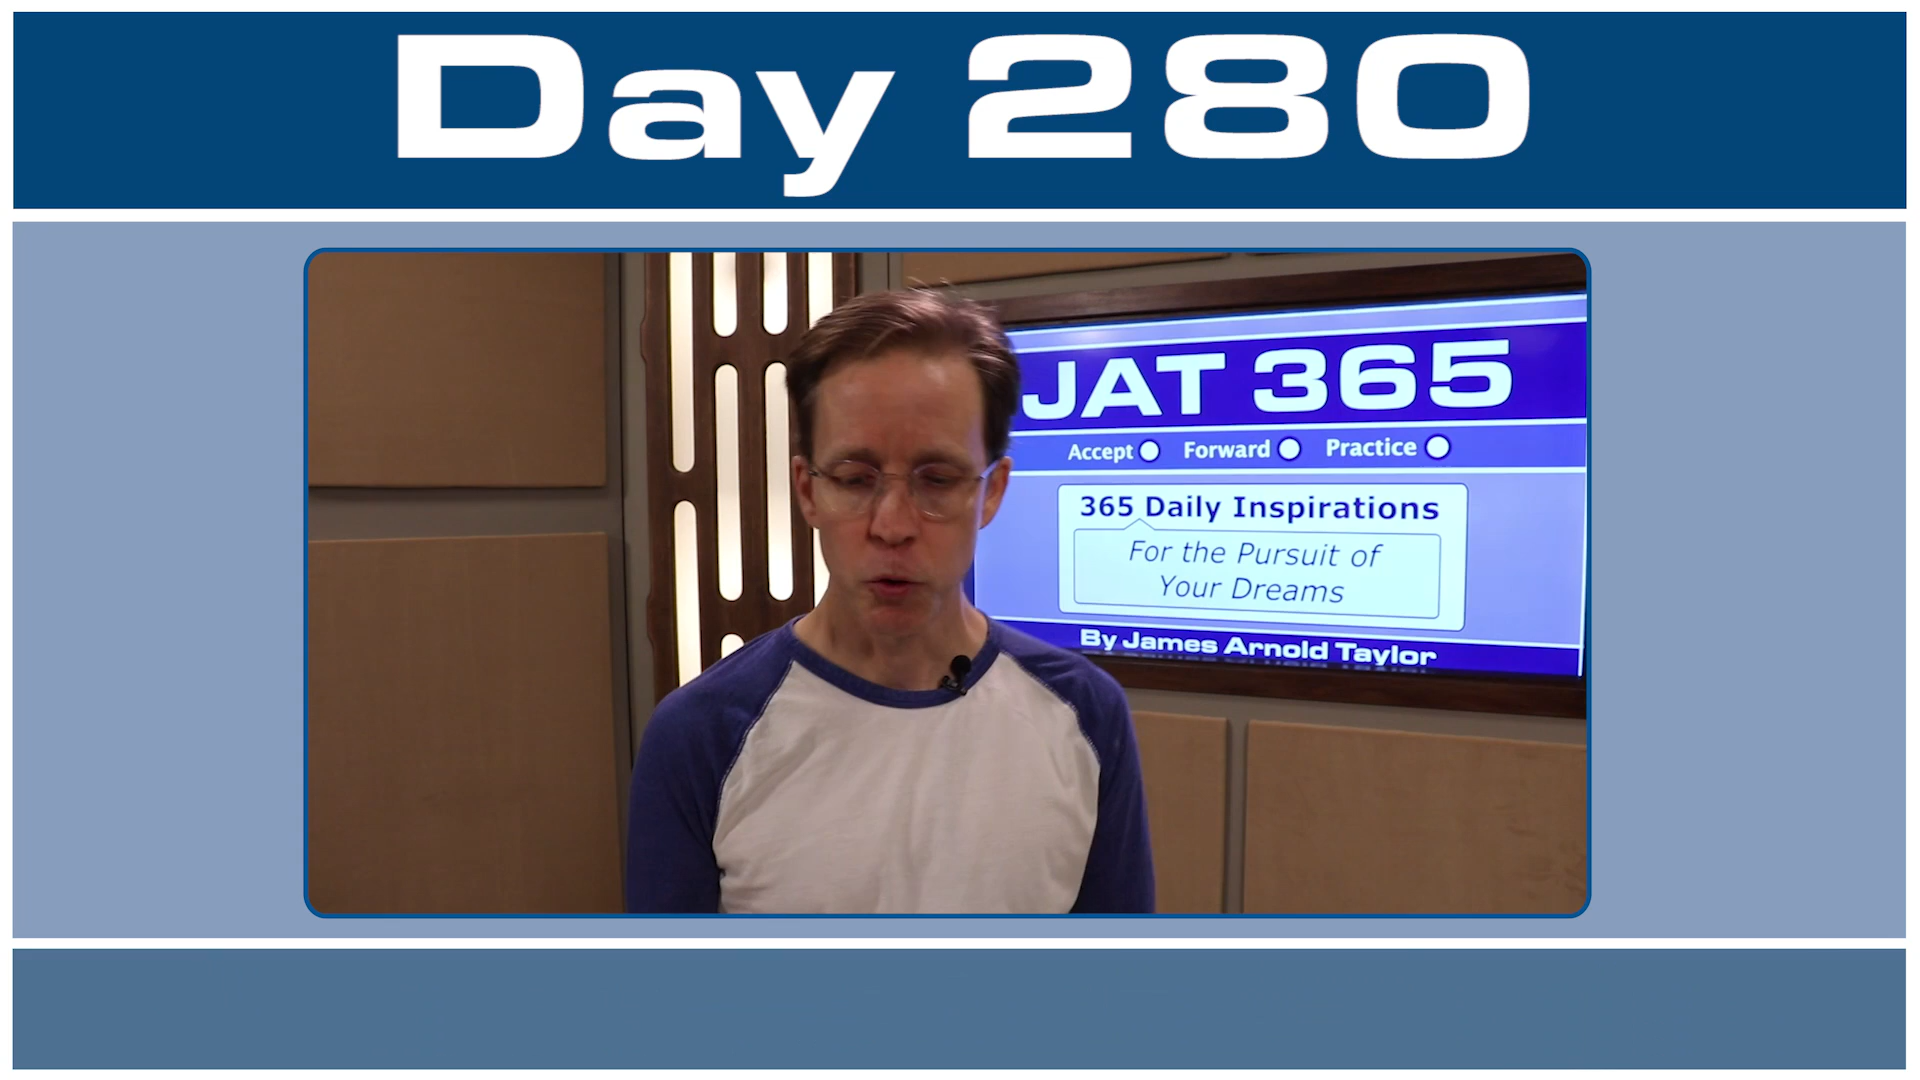 Day 280
JAT 365
Accept Forward Practice
365 Daily Inspirations
For the Pursuit of
Your Dreams
By James Arnold Taylor